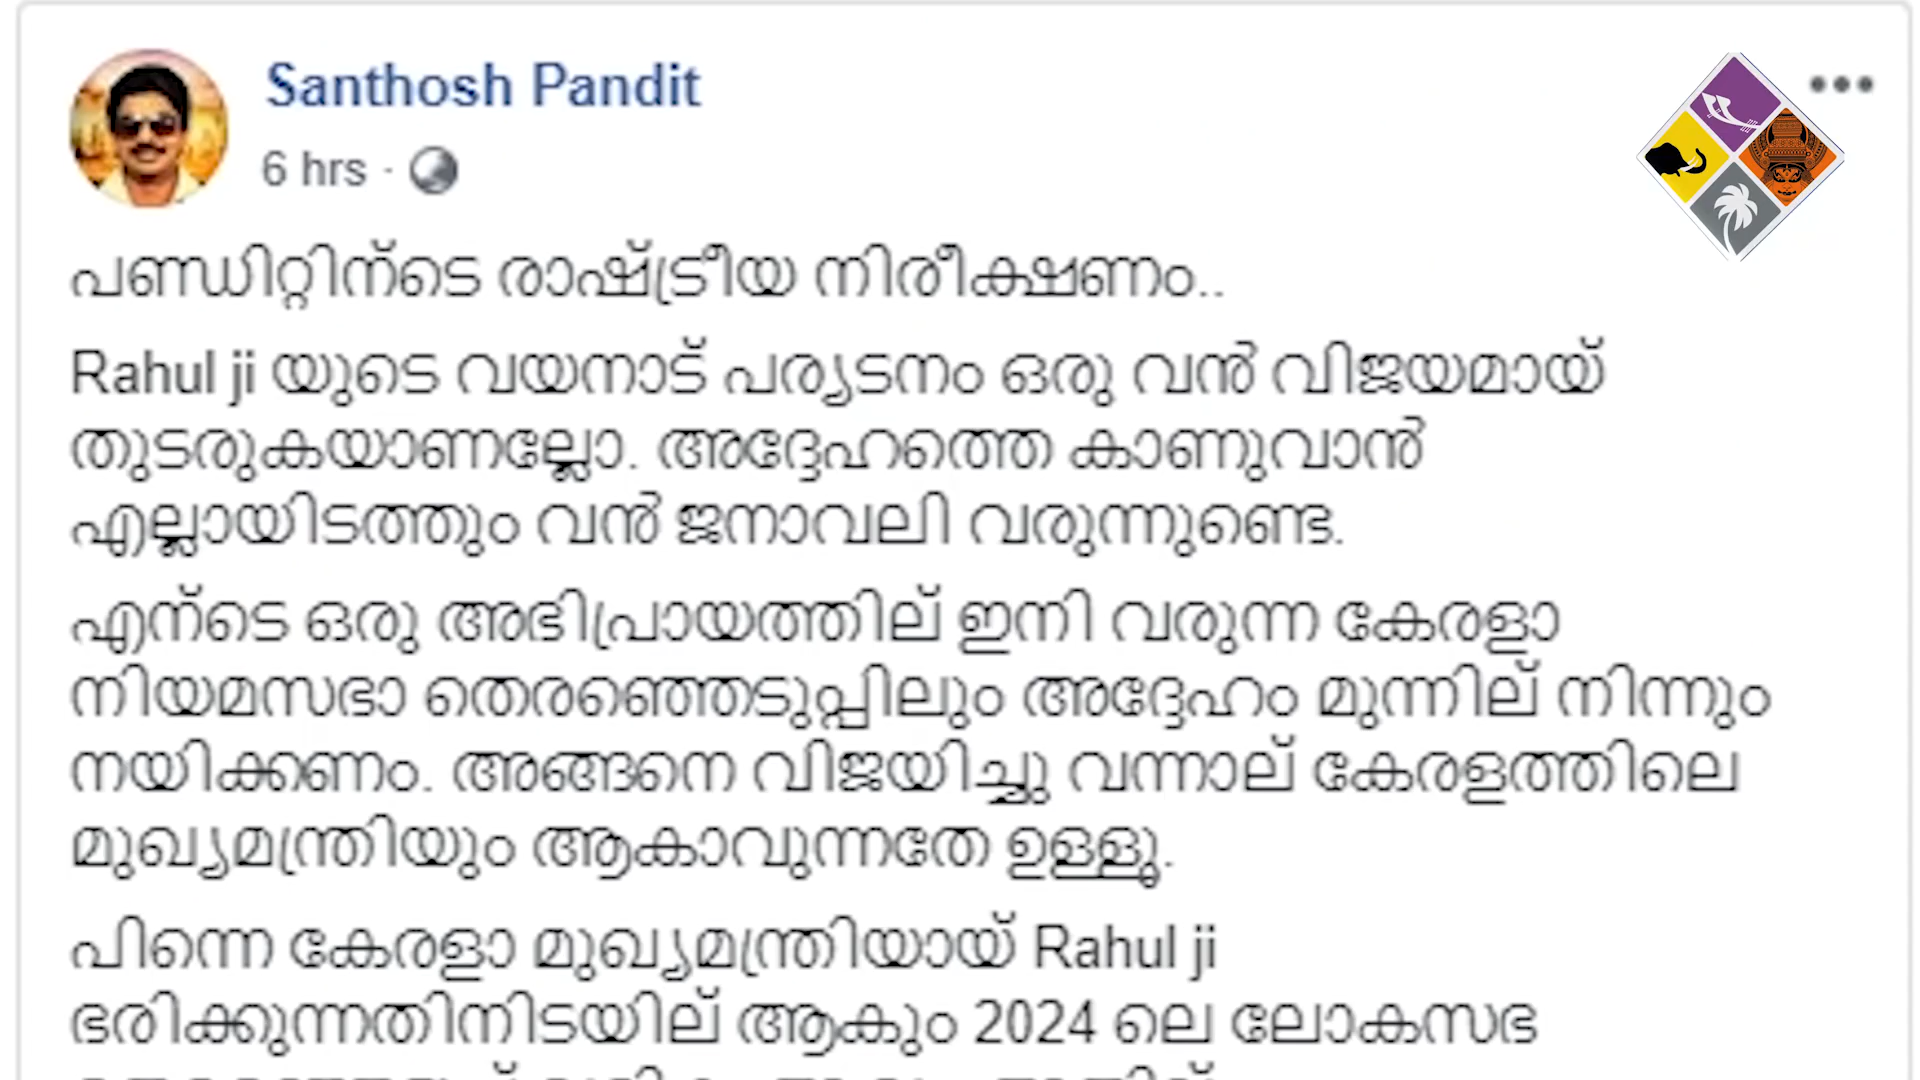 Santhosh Pandit
6 hrs ·
പണ്ഡിറ്റിന്ടെ രാഷ്ട്രീയ നിരീക്ഷണം..
Rahul ji യുടെ വയനാട് പര്യടനം ഒരു വൻ വിജയമായ്
തുടരുകയാണല്ലോ. അദ്ദേഹത്തെ കാണുവാൻ
എല്ലായിടത്തും വൻ ജനാവലി വരുന്നുണ്ടെ.
എന്ടെ ഒരു അഭിപ്രായത്തില് ഇനി വരുന്ന കേരളാ
നിയമസഭാ തെരഞ്ഞെടുപ്പിലും അദ്ദേഹം മുന്നില് നിന്നും
നയിക്കണം. അങ്ങനെ വിജയിച്ചു വന്നാല് കേരളത്തിലെ
മുഖ്യമന്ത്രിയും ആകാവുന്നതേ ഉള്ളൂ.
പിന്നെ കേരളാ മുഖ്യമന്ത്രിയായ് Rahul ji
ഭരിക്കുന്നതിനിടയില് ആകും 2024 ലെ ലോകസഭ